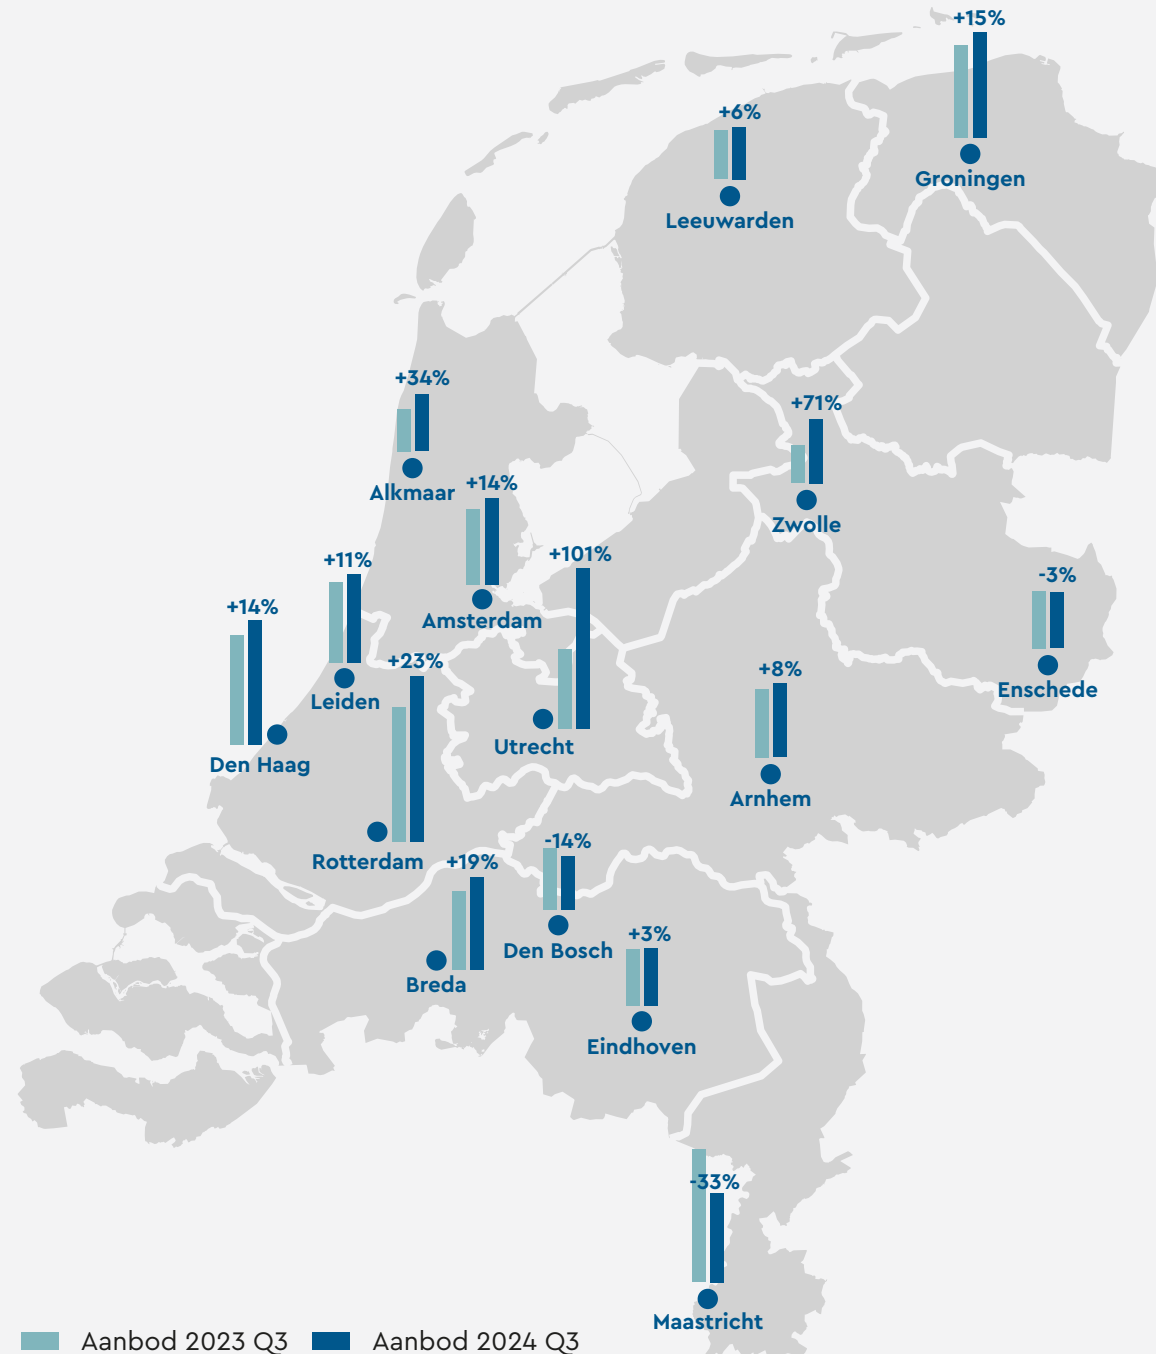 +15%
Groningen
+6%
Leeuwarden
+34%
Alkmaar
+71%
Zwolle
+14%
Amsterdam
+101%
Utrecht
+11%
Leiden
-3%
Enschede
+14%
Den Haag
+23%
Rotterdam
+8%
Arnhem
-14%
Den Bosch
+19%
Breda
+3%
Eindhoven
-33%
Maastricht
Aanbod 2023 Q3
Aanbod 2024 Q3